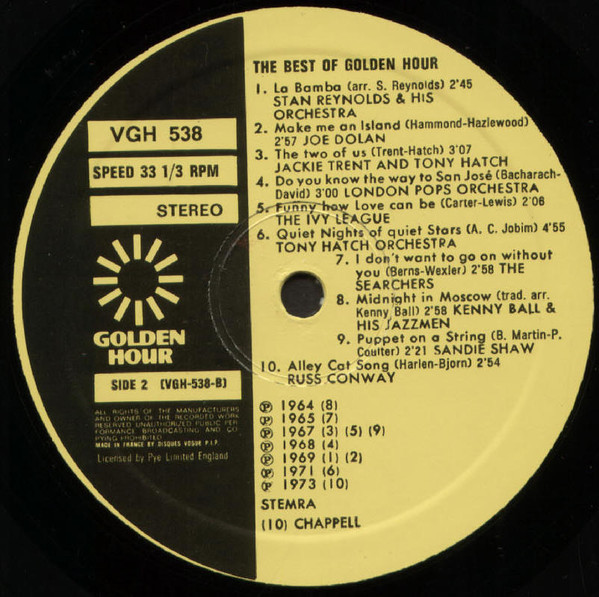 THE BEST OF GOLDEN HOUR
1. La Bamba (arr. S. Reynolds) 2'45
STAN REYNOLDS & HIS
ORCHESTRA
2. Make me an Island (Hammond-Hazlewood)
2'57 JOE DOLAN
3. The two of us (Trent-Hatch) 3'07
JACKIE TRENT AND TONY HATCH
4. Do you know the way to San José (Bacharach-
David) 3'00 LONDON POPS ORCHESTRA
5. Funny how Love can be (Carter-Lewis) 2'06
THE IVY LEAGUE
6. Quiet Nights of quiet Stars (A. C. Jobim) 4'55
TONY HATCH ORCHESTRA
7. I don't want to go on without
you (Berns-Wexler) 2'58 THE
SEARCHERS
8. Midnight in Moscow (trad. arr.
Kenny Ball) 2'58 KENNY BALL &
HIS JAZZMEN
9. Puppet on a String (B. Martin-P.
Coulter) 2'21 SANDIE SHAW
10. Alley Cat Song (Harlen-Bjorn) 2'54
RUSS CONWAY
℗ 1964 (8)
℗ 1965 (7)
℗ 1967 (3) (5) (9)
℗ 1968 (4)
℗ 1969 (1) (2)
℗ 1971 (6)
℗ 1973 (10)
STEMRA
(10) CHAPPELL
VGH 538
SPEED 33 1/3 RPM
STEREO
GOLDEN
HOUR
SIDE 2 (VGH-538-B)
ALL RIGHTS OF THE MANUFACTURERS
AND OWNER OF THE RECORDED WORK
RESERVED UNAUTHORIZED PUBLIC PER
FORMANCE BROADCASTING AND CO
PYING PROHIBITED
MADE IN FRANCE BY DISQUES VOGUE P.I.P.
Licensed by Pye Limited England